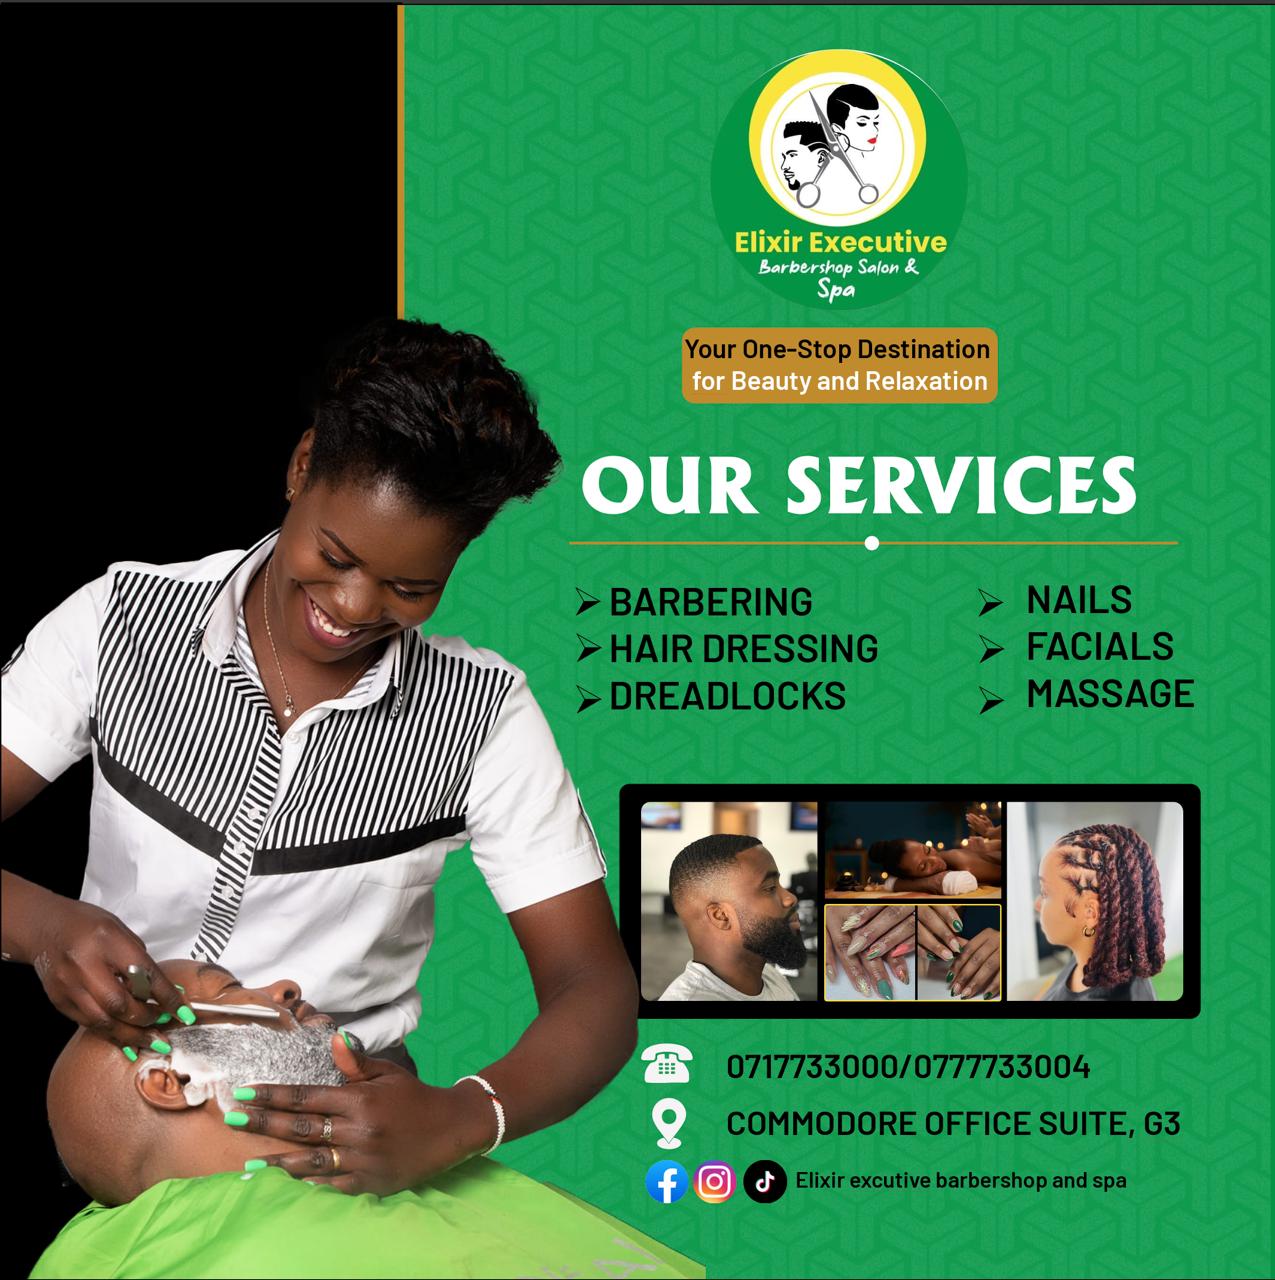 Elixir Executive
Barbershop Salon &
Spa
Your One-Stop Destination
for Beauty and Relaxation
OUR SERVICES
BARBERING
HAIR DRESSING
DREADLOCKS
NAILS
FACIALS
MASSAGE
0717733000/0777733004
COMMODORE OFFICE SUITE, G3
Elixir excutive barbershop and spa